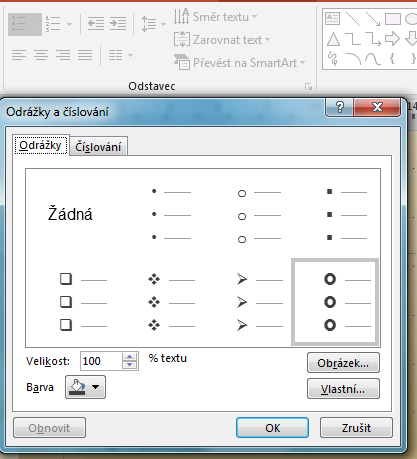 Směr textu
Zarovnat text
Převést na SmartArt
Odstavec
Odrážky a číslování
Odrážky
Číslování
Žádná
Velikost:
100
% textu
Obrázek...
Barva
Vlastní...
Obnovit
OK
Zrušit